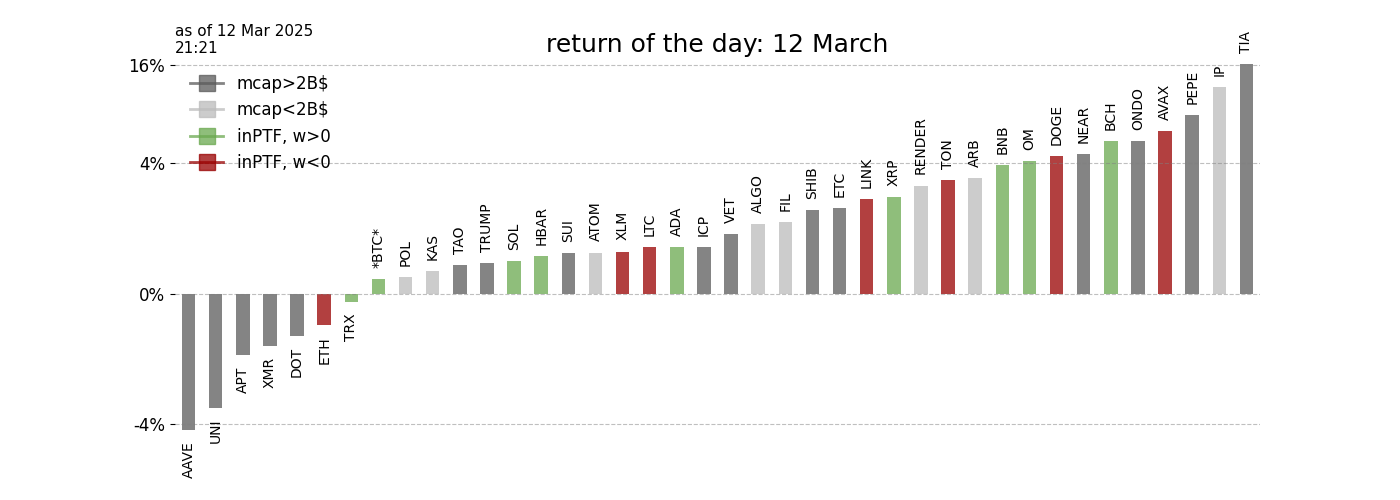 as of 12 Mar 2025
21:21
return of the day: 12 March
16%
4%
0%
-4%
mcap>2B$
mcap<2B$
inPTF, w>0
inPTF, w<0
AAVE
UNI
APT
XMR
DOT
ETH
TRX
*BTC*
POL
KAS
TAO
TRUMP
SOL
HBAR
SUI
ATOM
XLM
LTC
ADA
ICP
VET
ALGO
FIL
SHIB
ETC
LINK
XRP
RENDER
TON
ARB
BNB
OM
DOGE
NEAR
BCH
ONDO
AVAX
PEPE
IP
TIA